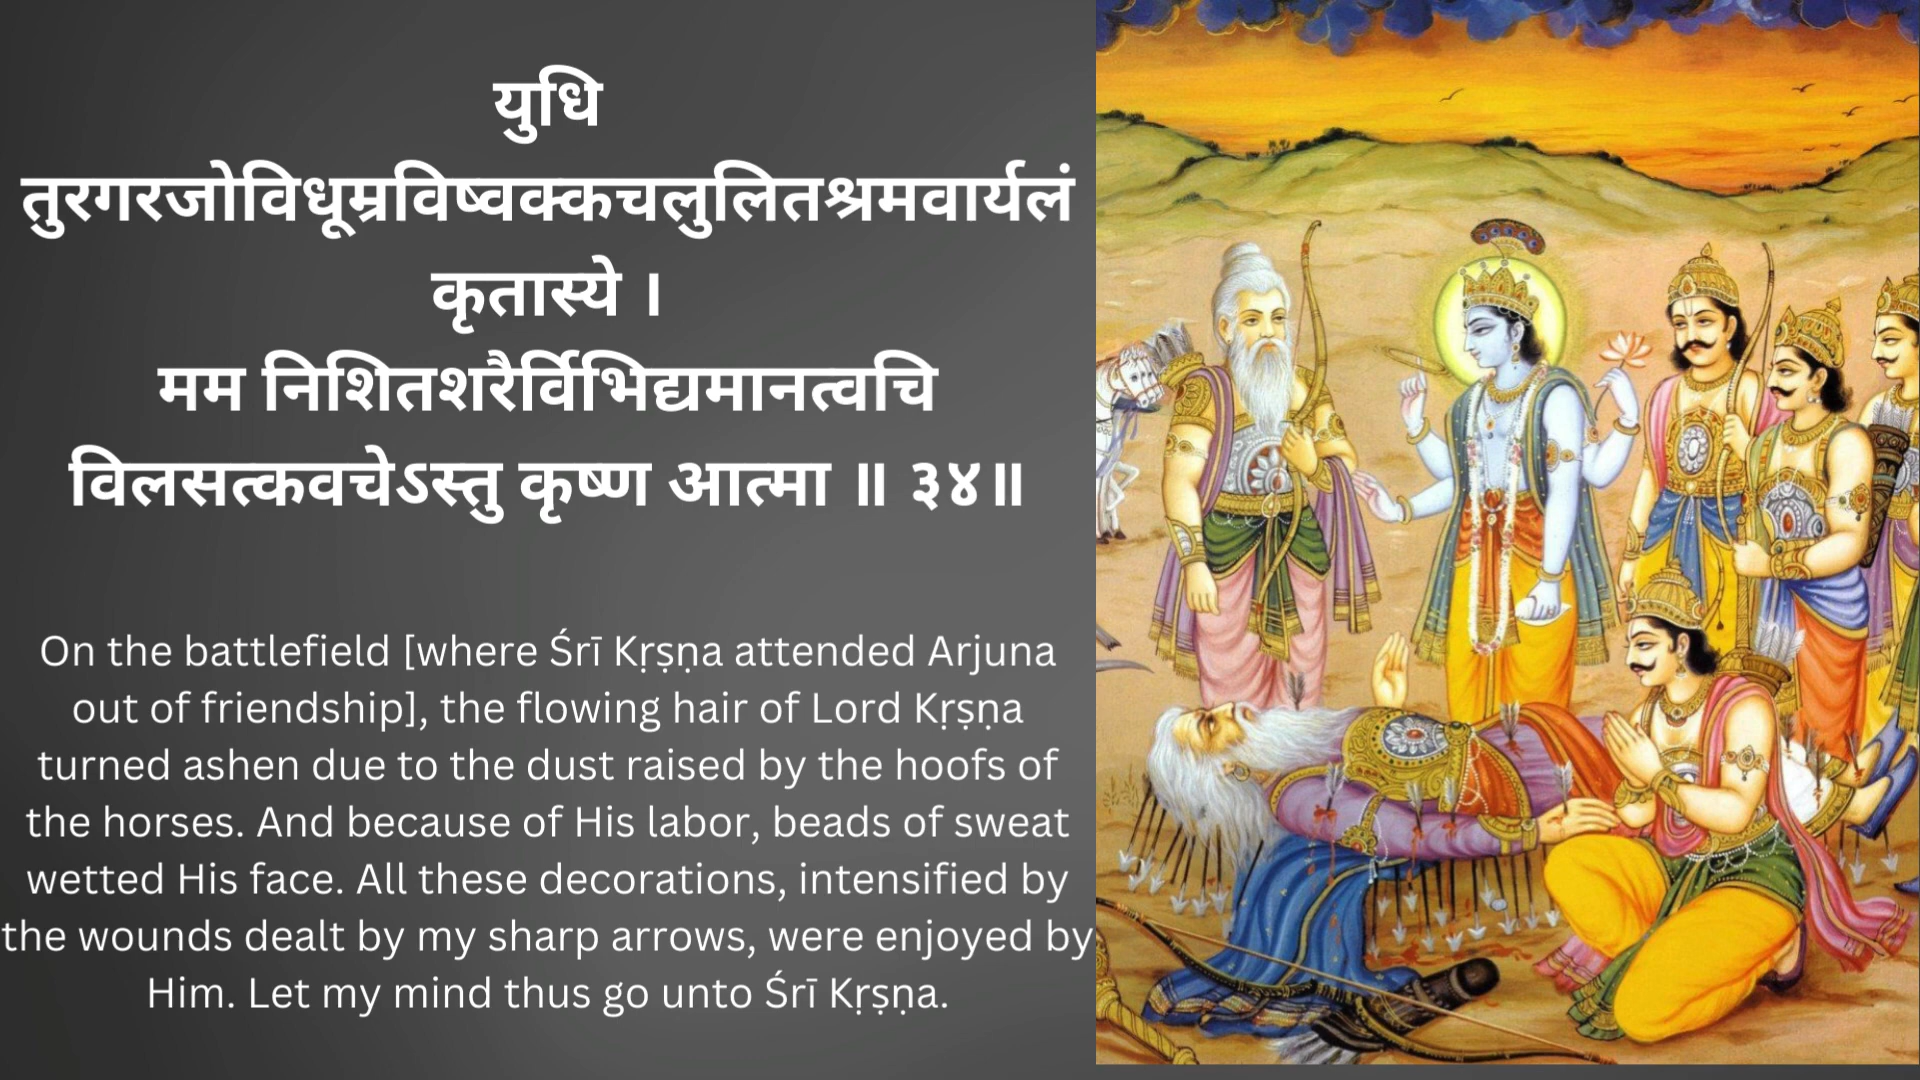 युधि
तुरगरजोविधूम्रविष्वक्कचलुलितश्रमवार्यलं
कृतास्ये ।
मम निशितशरैर्विभिद्यमानत्वचि
विलसत्कवचेऽस्तु कृष्ण आत्मा ॥ ३४॥
On the battlefield [where Śrī Kṛṣṇa attended Arjuna
out of friendship], the flowing hair of Lord Kṛṣṇa
turned ashen due to the dust raised by the hoofs of
the horses. And because of His labor, beads of sweat
wetted His face. All these decorations, intensified by
the wounds dealt by my sharp arrows, were enjoyed by
Him. Let my mind thus go unto Śrī Kṛṣṇa.